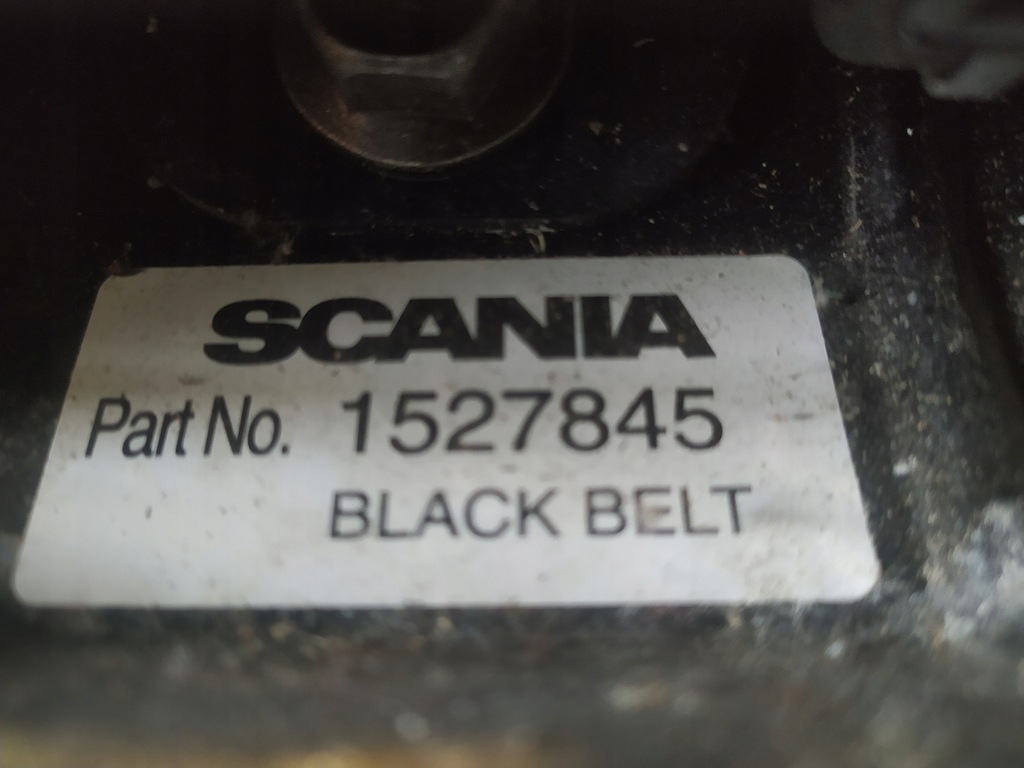 SCANIA
Part No. 1527845
BLACK BELT